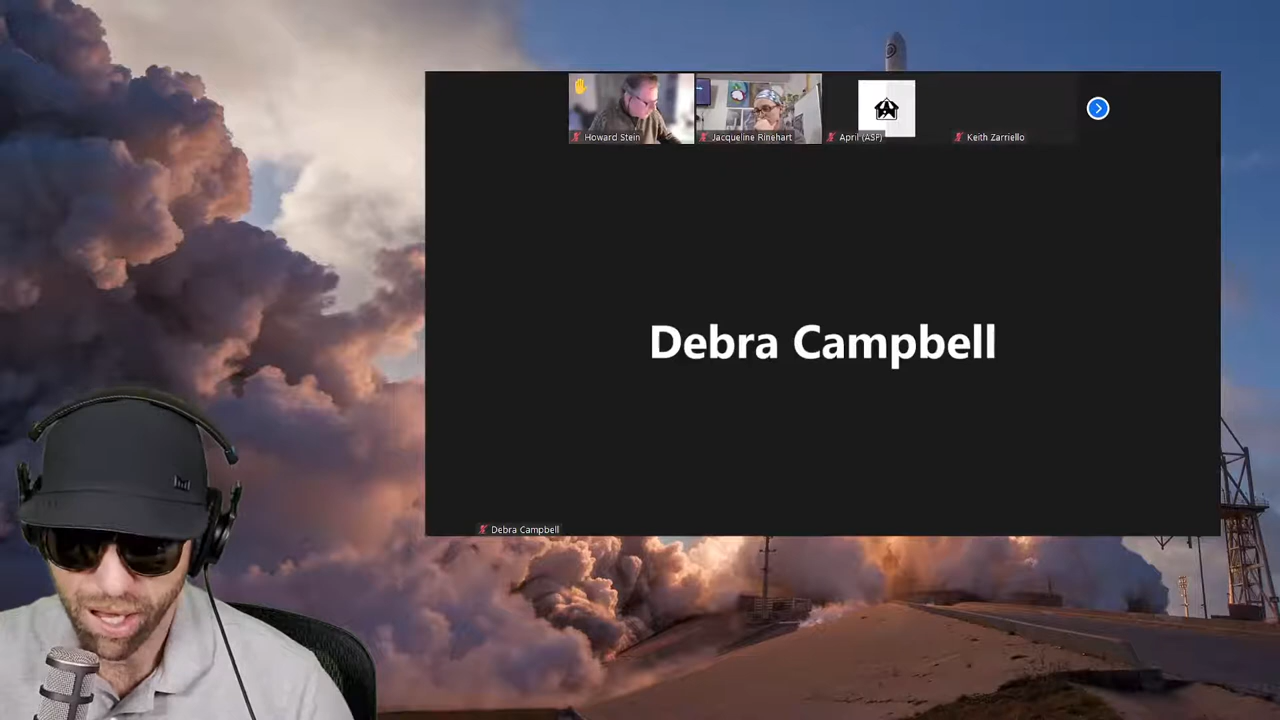 Howard Stein
Jacqueline Rinehart
April (ASF)
Keith Zarriello
Debra Campbell
Debra Campbell